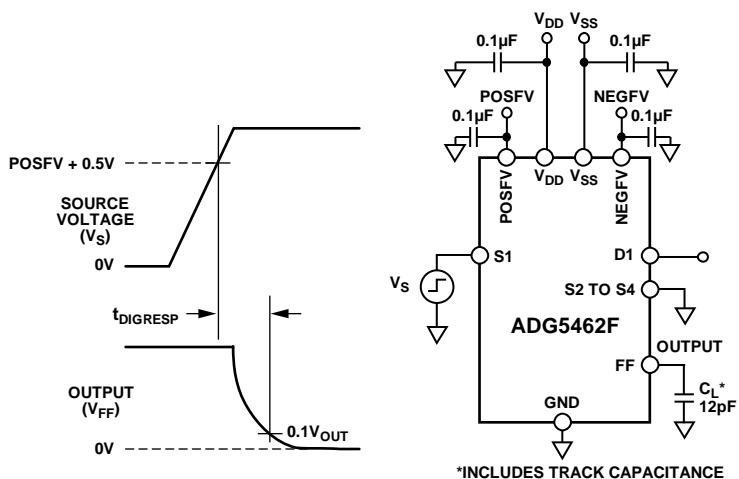 POSFV + 0.5V
SOURCE
VOLTAGE
(VS)
0V
tDIGRESP
OUTPUT
(VFF)
0V
0.1VOUT
VDD VSS
0.1µF
0.1µF
POSFV
NEGFV
0.1µF
0.1µF
POSFV
VDD
VSS
NEGFV
S1
D1
VS
S2 TO S4
ADG5462F
OUTPUT
FF
CL*
12pF
GND
*INCLUDES TRACK CAPACITANCE